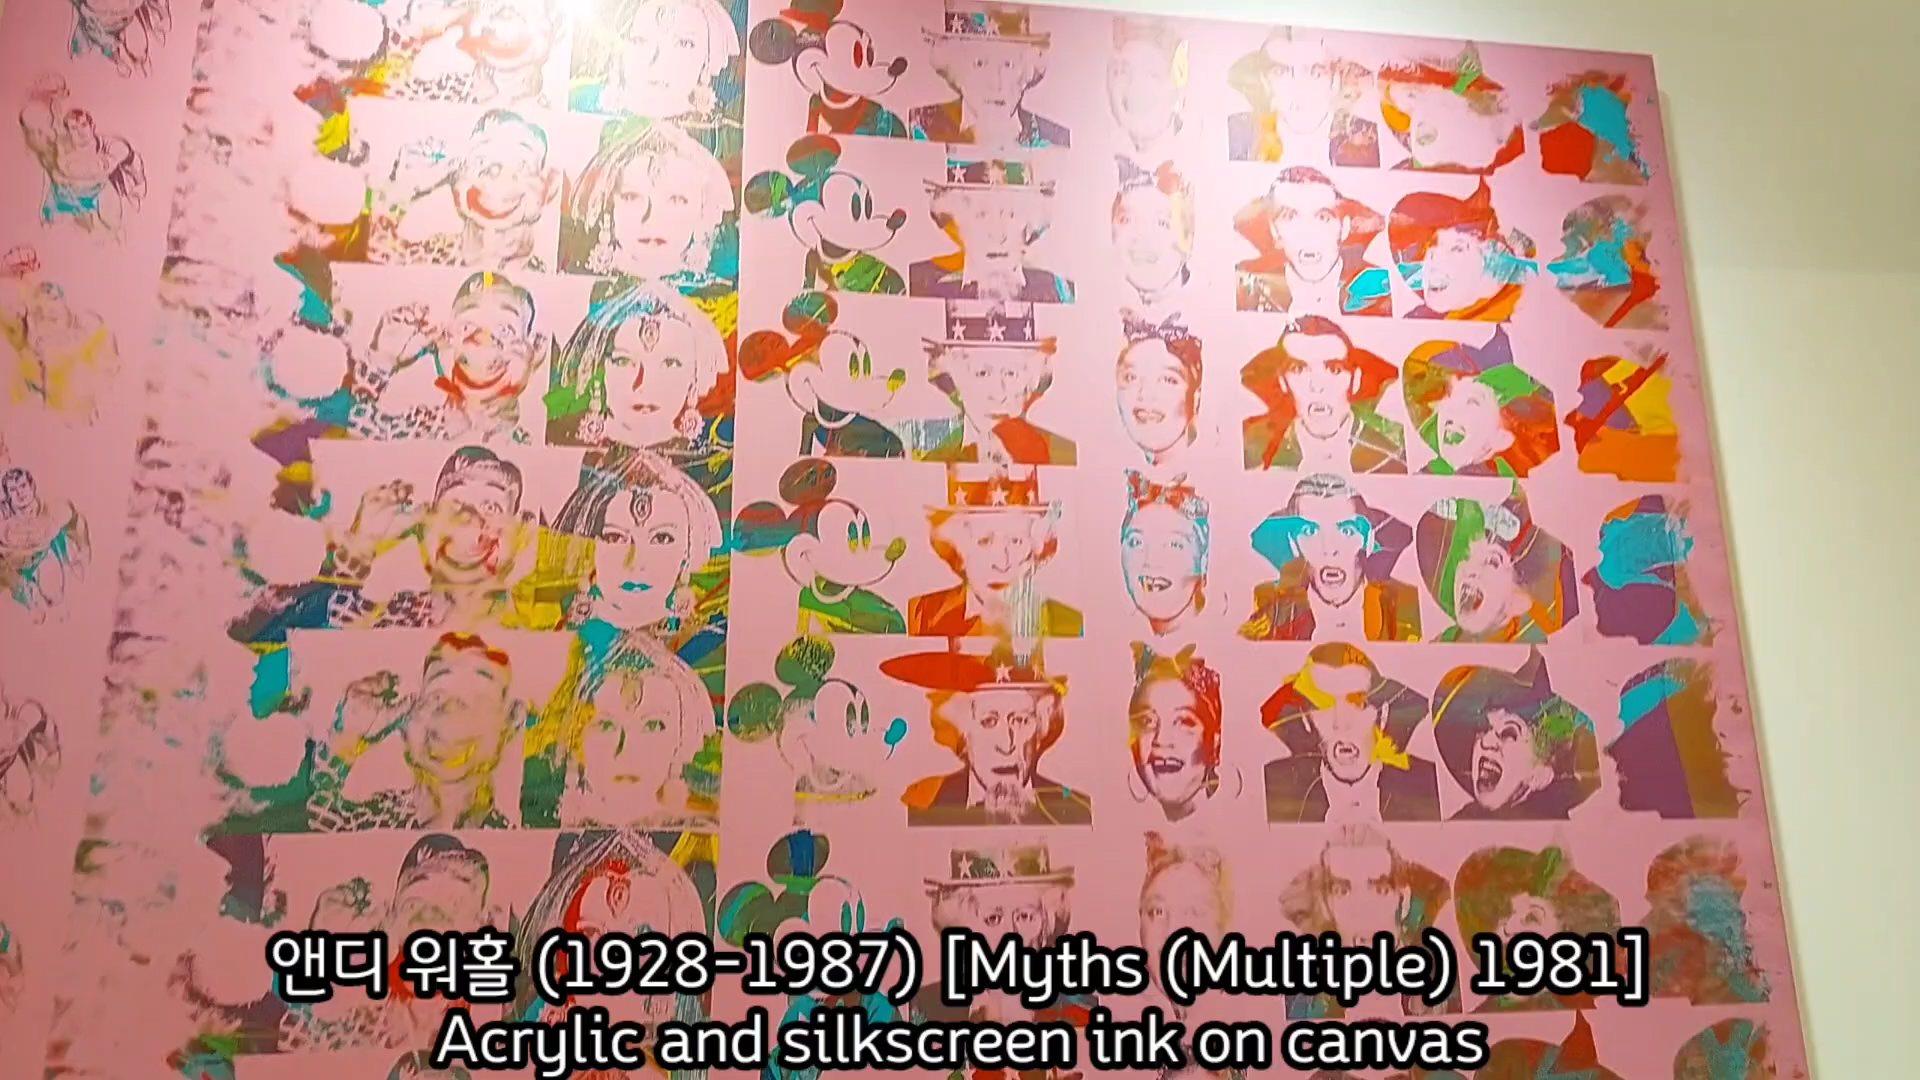 앤디 워홀 (1928-1987) [Myths (Multiple) 1981]
Acrylic and silkscreen ink on canvas